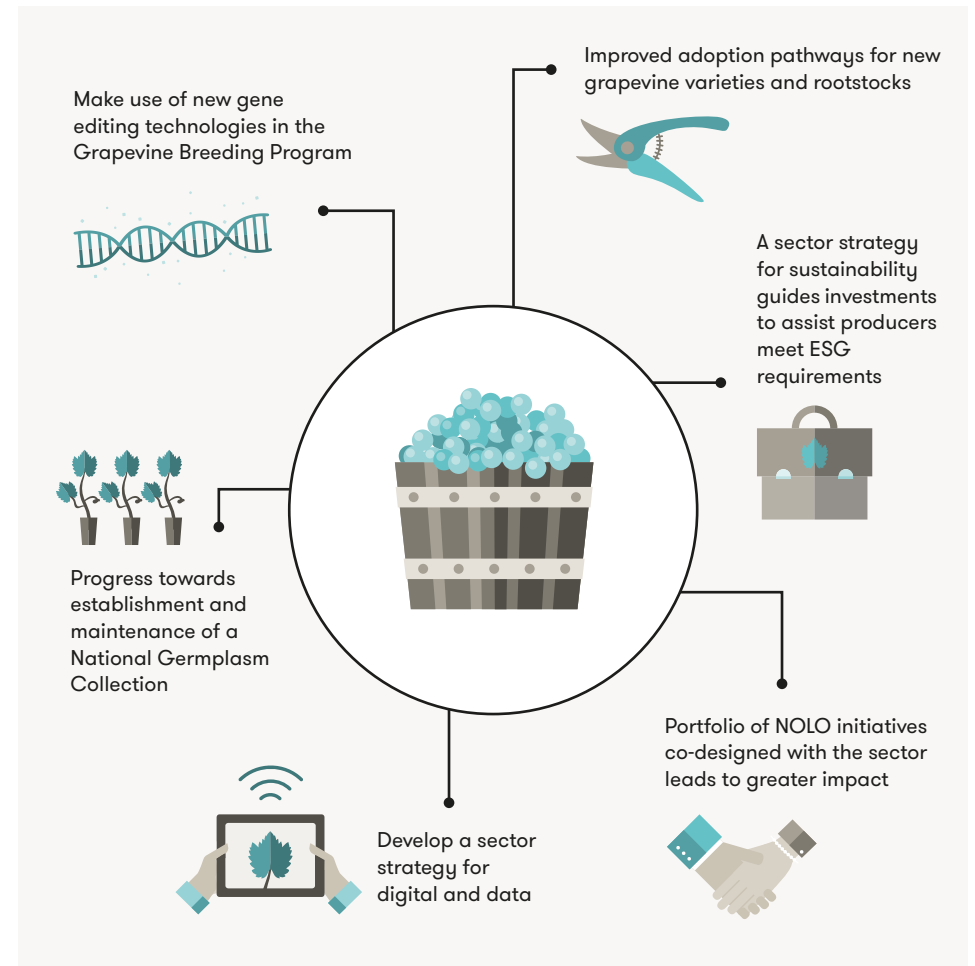 Improved adoption pathways for new
grapevine varieties and rootstocks
Make use of new gene
editing technologies in the
Grapevine Breeding Program
A sector strategy
for sustainability
guides investments
to assist producers
meet ESG
requirements
Progress towards
establishment and
maintenance of a
National Germplasm
Collection
Portfolio of NOLO initiatives
co-designed with the sector
leads to greater impact
Develop a sector
strategy for
digital and data